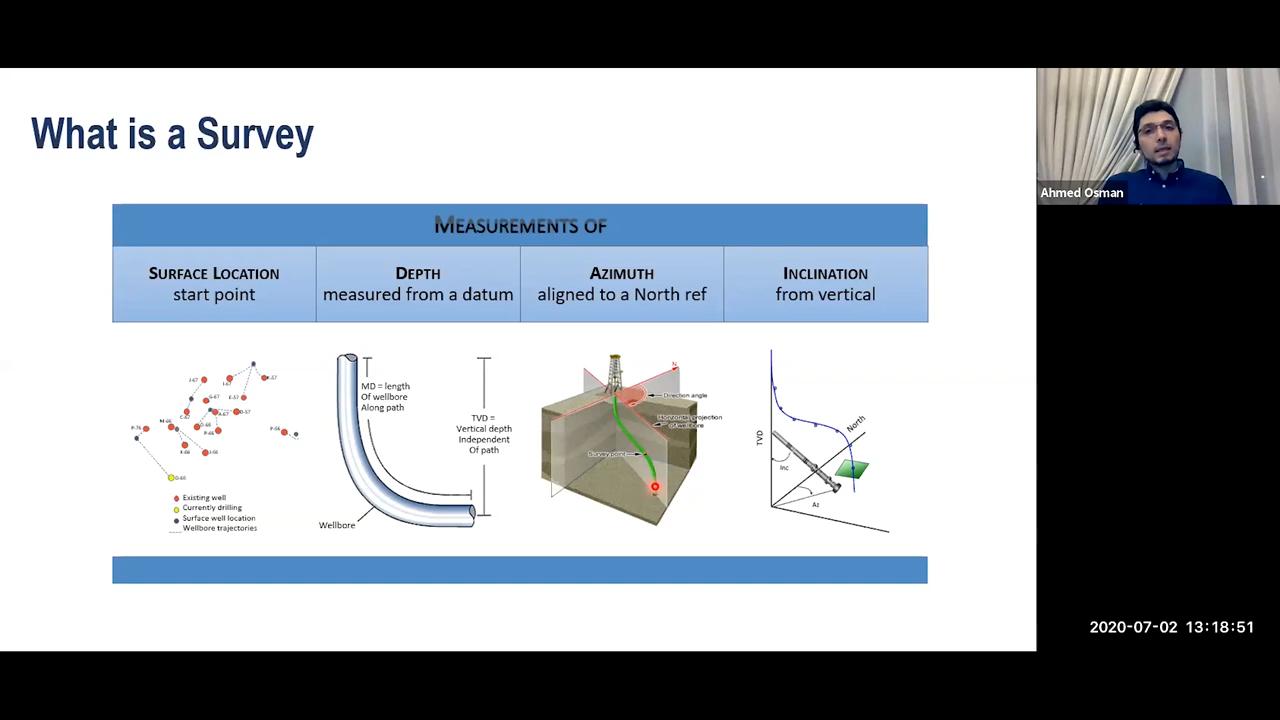 What is a Survey
Ahmed Osman
MEASUREMENTS OF
SURFACE LOCATION
start point
DEPTH
measured from a datum
AZIMUTH
aligned to a North ref
INCLINATION
from vertical
Existing well
Currently drilling
Surface well location
Wellbore trajectories
MD = length
Of wellbore
Along path
TVD =
Vertical depth
Independent
Of path
Wellbore
N
Direction angle
Horizontal projection
of wellbore
Survey point
TVD
North
Inc
Az
2020-07-02 13:18:51